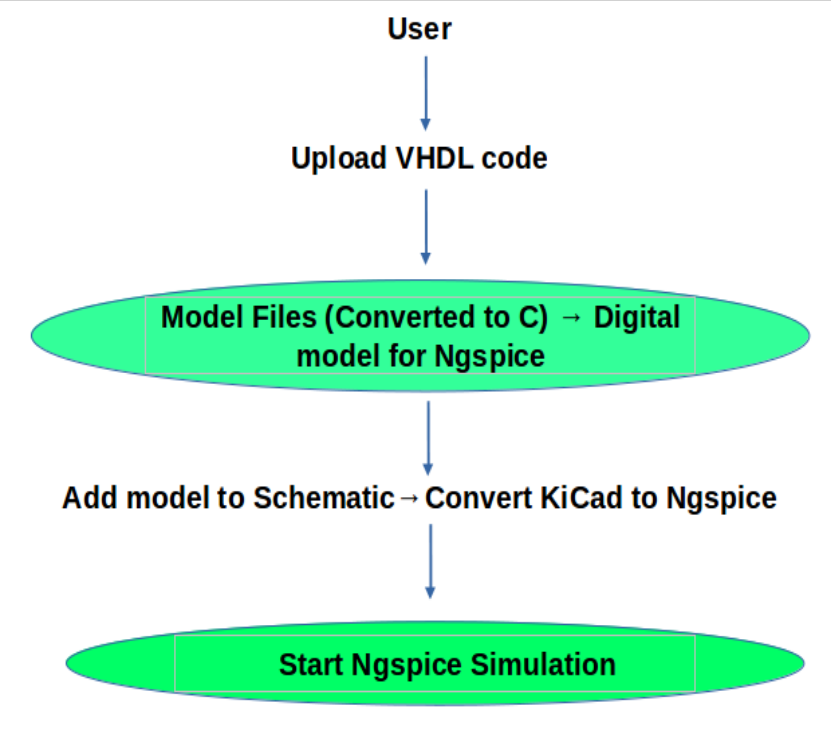 User
Upload VHDL code
Model Files (Converted to C) → Digital
model for Ngspice
Add model to Schematic→Convert KiCad to Ngspice
Start Ngspice Simulation